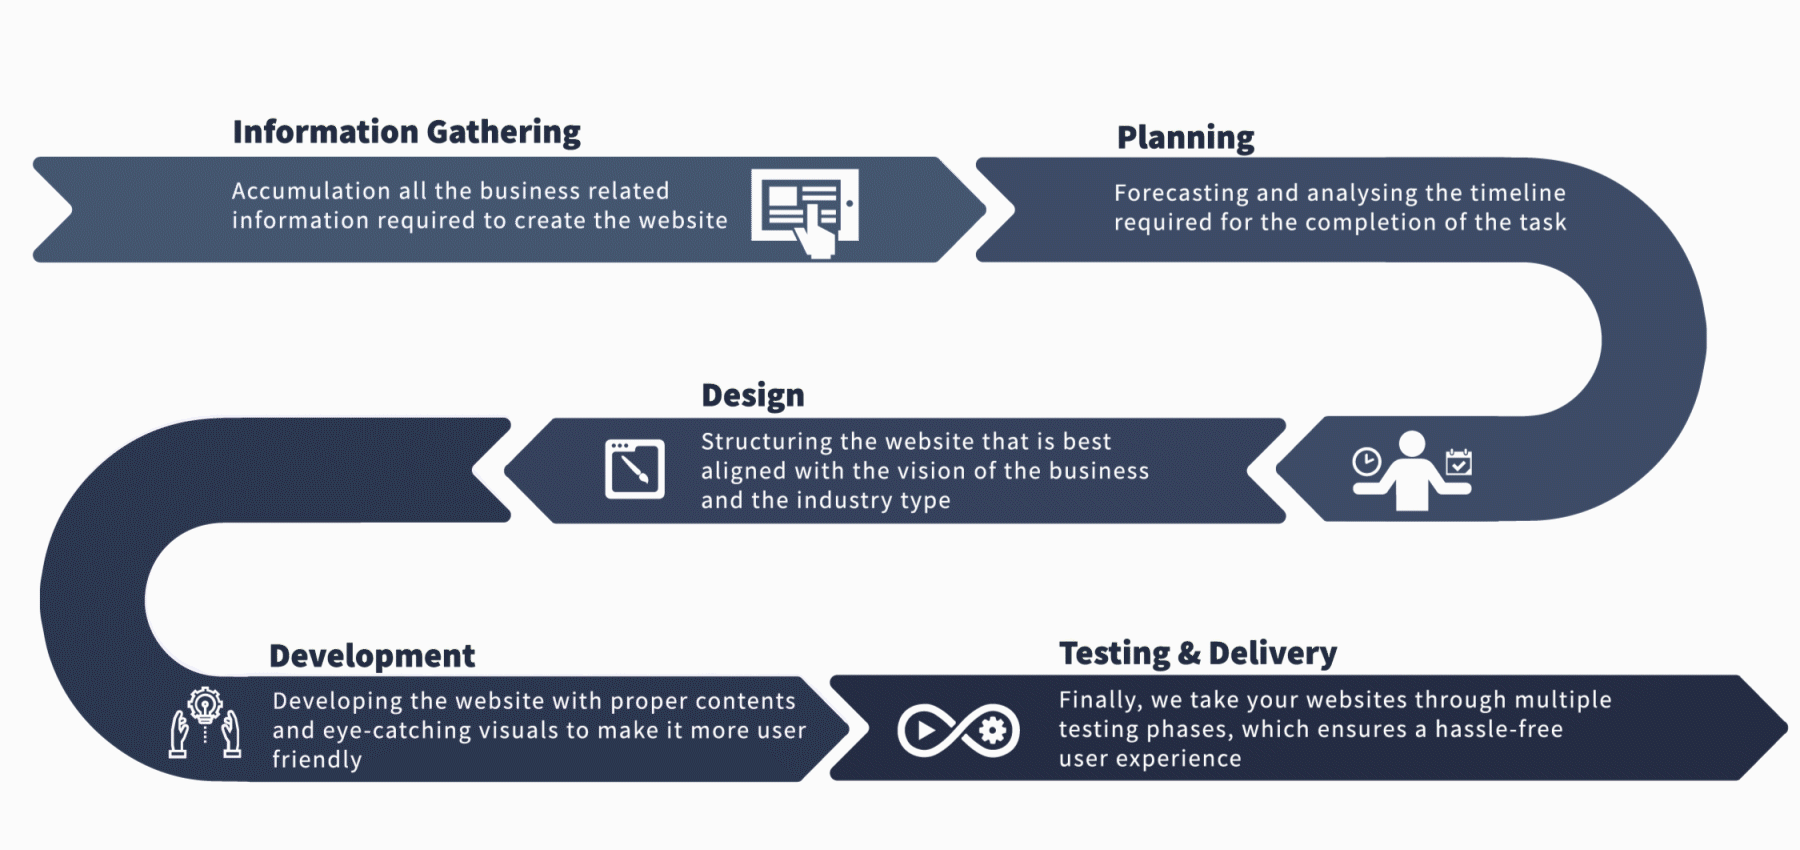 Information Gathering
Accumulation all the business related
information required to create the website
Planning
Forecasting and analysing the timeline
required for the completion of the task
Design
Structuring the website that is best
aligned with the vision of the business
and the industry type
Development
Developing the website with proper contents
and eye-catching visuals to make it more user
friendly
Testing & Delivery
Finally, we take your websites through multiple
testing phases, which ensures a hassle-free
user experience